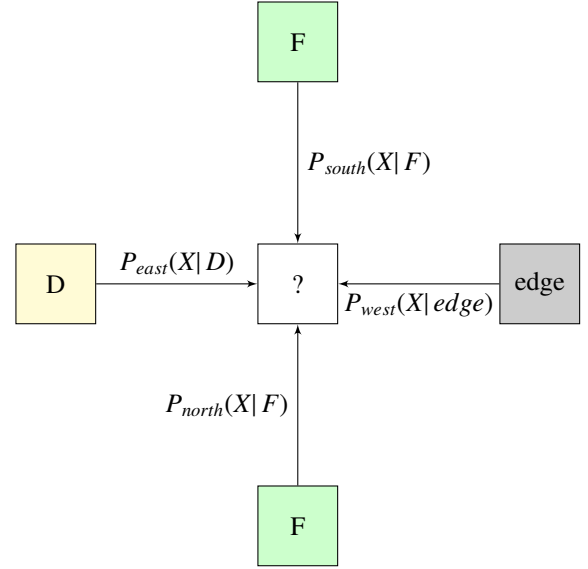 F
P_south(X| F)
D
P_east(X| D)
?
P_west(X| edge)
edge
P_north(X| F)
F